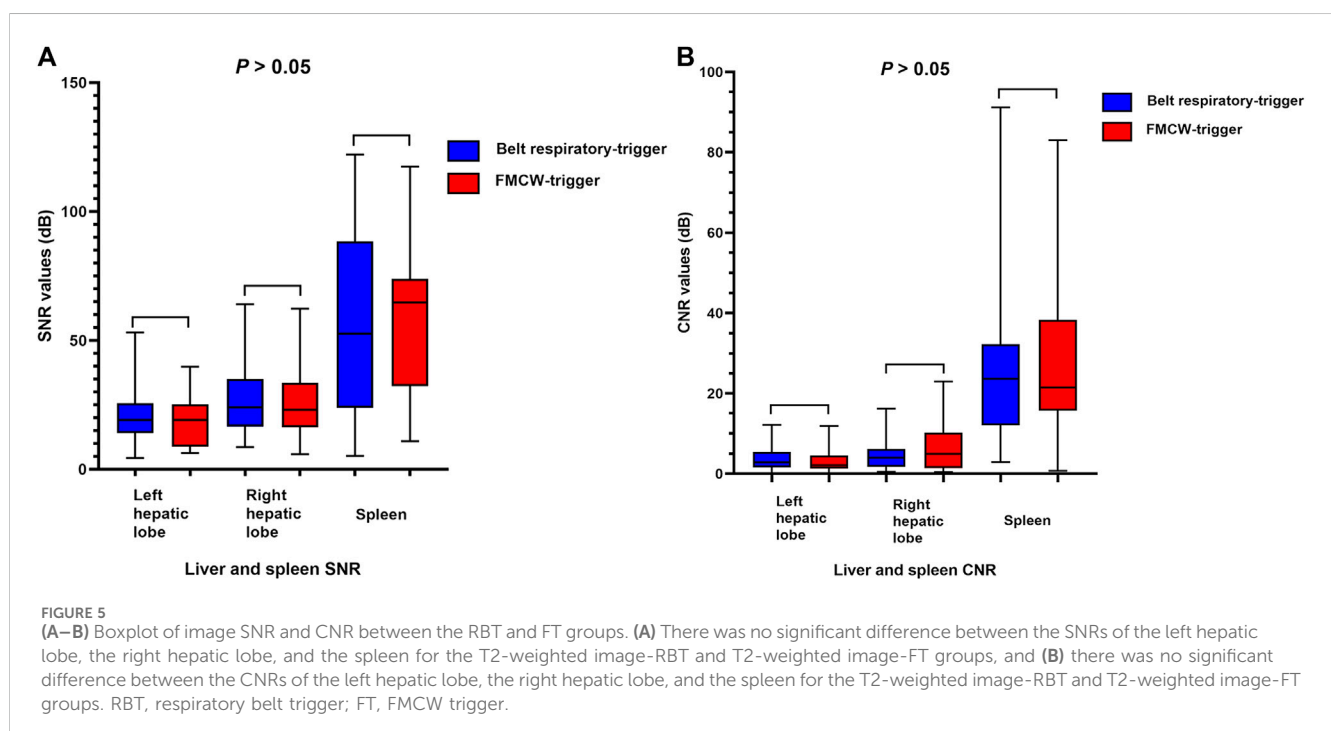 A
P > 0.05
150
100
50
0
SNR values (dB)
Belt respiratory-trigger
FMCW-trigger
Left
hepatic
lobe
Right
hepatic
lobe
Spleen
Liver and spleen SNR
B
P > 0.05
100
80
60
40
20
0
CNR values (dB)
Belt respiratory-trigger
FMCW-trigger
Left
hepatic
lobe
Right
hepatic
lobe
Spleen
Liver and spleen CNR
FIGURE 5
(A–B) Boxplot of image SNR and CNR between the RBT and FT groups. (A) There was no significant difference between the SNRs of the left hepatic
lobe, the right hepatic lobe, and the spleen for the T2-weighted image-RBT and T2-weighted image-FT groups, and (B) there was no significant
difference between the CNRs of the left hepatic lobe, the right hepatic lobe, and the spleen for the T2-weighted image-RBT and T2-weighted image-FT
groups. RBT, respiratory belt trigger; FT, FMCW trigger.